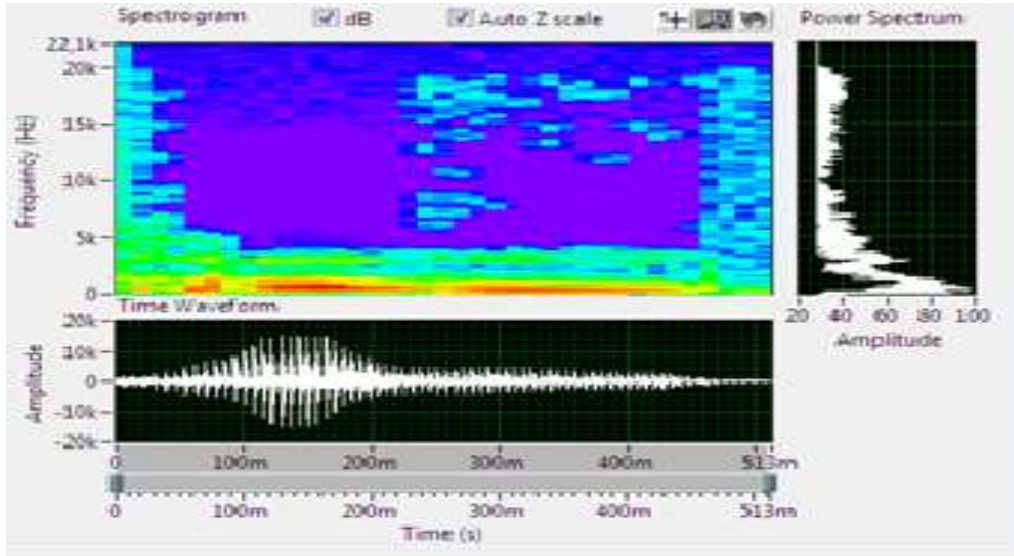 Spectrogram dB Auto Z scale Power Spectrum
22,1k
20k
15k
10k
5k
0
Frequency (Hz)
20 40 60 80 100
Amplitude
Time Waveform
20k
10k
0
-10k
-20k
Amplitude
0 100m 200m 300m 400m 513m
0 100m 200m 300m 400m 513m
Time (s)